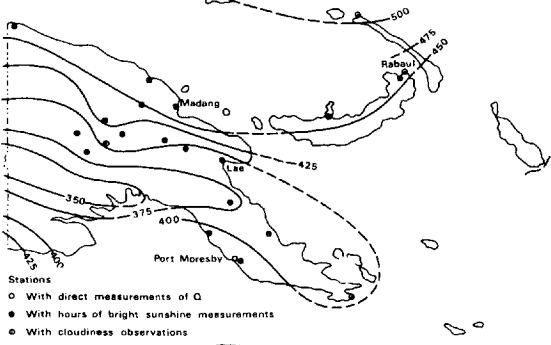 500
475
450
Rabaul
Madang
425
Lae
350
375
400
Port Moresby
400
425
Stations
With direct measurements of Q
With hours of bright sunshine measurements
With cloudiness observations